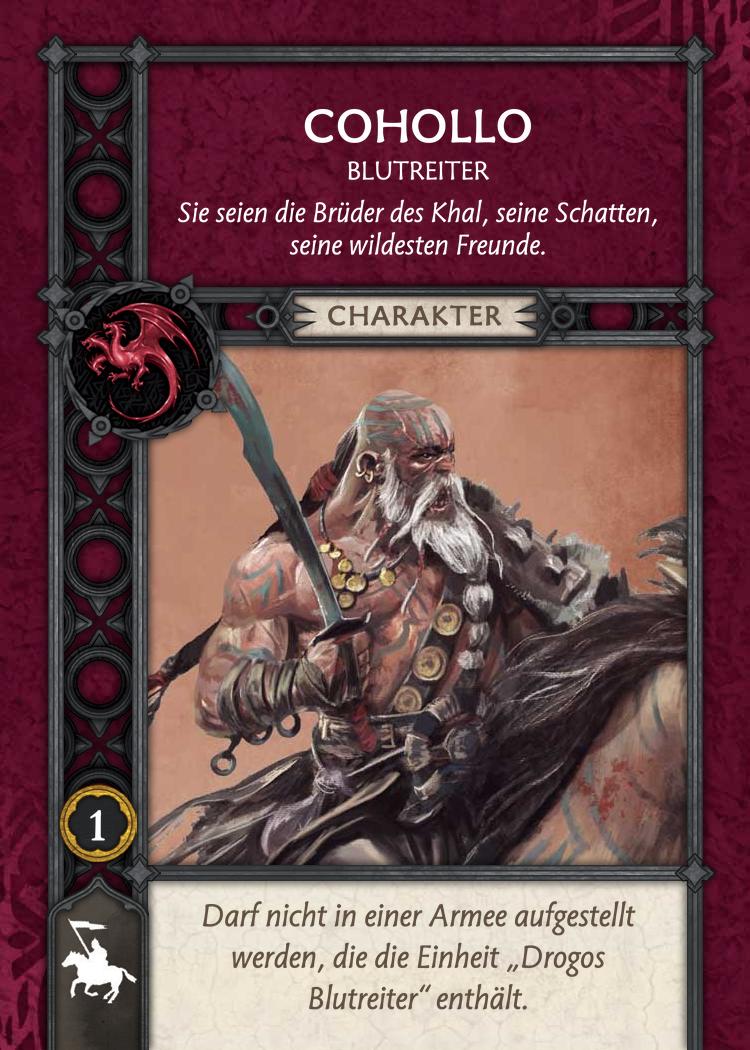 COHOLLO
BLUTREITER
Sie seien die Brüder des Khal, seine Schatten,
seine wildesten Freunde.
CHARAKTER
1
Darf nicht in einer Armee aufgestellt
werden, die die Einheit „Drogos
Blutreiter“ enthält.